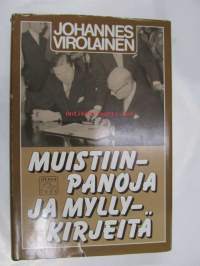 JOHANNES
VIROLAINEN
MUISTIIN-
PANOJA
JA MYLLY-
KIRJEITÄ